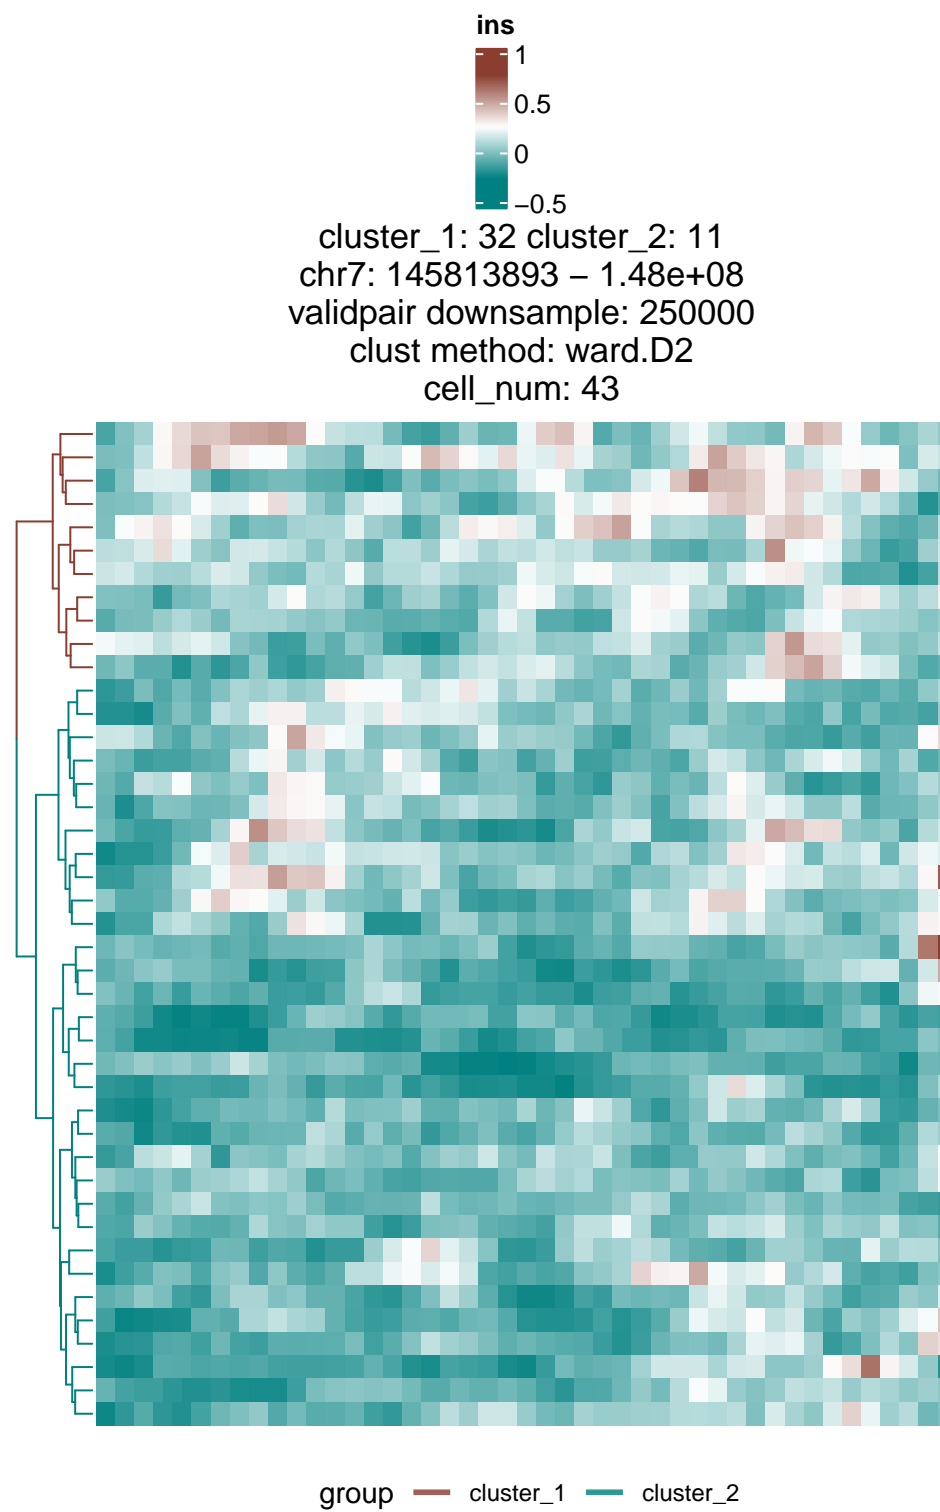 ins
1
0.5
0
−0.5
cluster_1: 32 cluster_2: 11
chr7: 145813893 − 1.48e+08
validpair downsample: 250000
clust method: ward.D2
cell_num: 43
group cluster_1 cluster_2